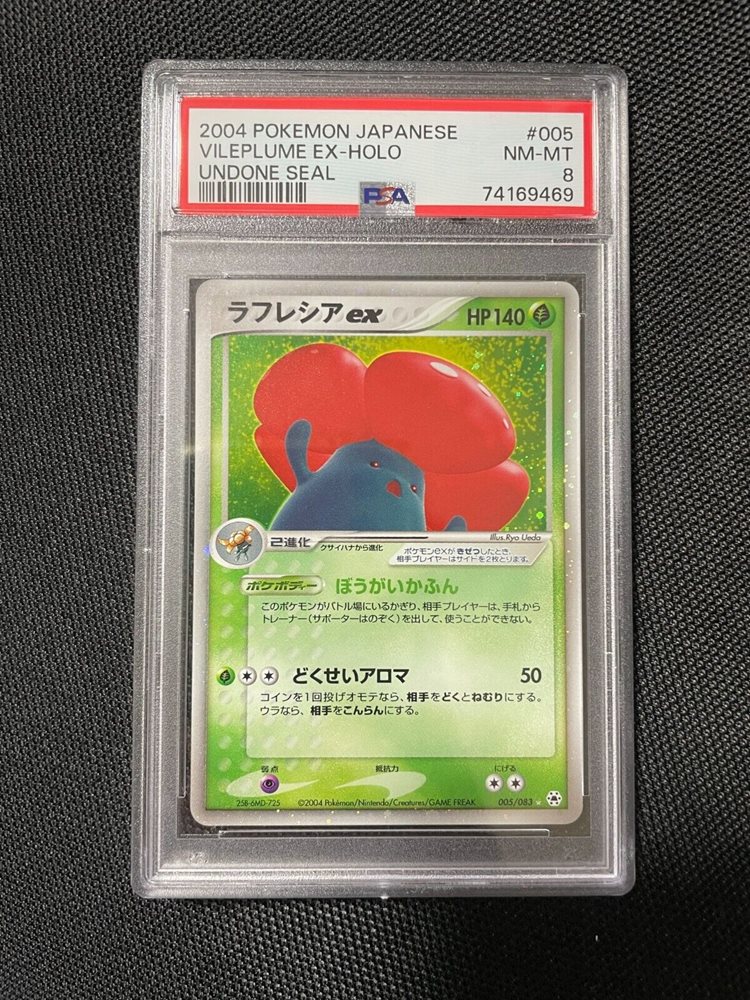 2004 POKEMON JAPANESE #005
VILEPLUME EX-HOLO NM-MT
UNDONE SEAL 8
PSA 74169469
ラフレシアex HP140
Illus.Ryo Ueda
2進化 クサイハナから進化
ポケモンexがきぜつしたとき、
相手プレイヤーはサイドを2枚とります。
ポケボディー ぼうがいかふん
このポケモンがバトル場にいるかぎり、相手プレイヤーは、手札から
トレーナー(サポーターはのぞく)を出して、使うことができない。
どくせいアロマ 50
コインを1回投げオモテなら、相手をどくとねむりにする。
ウラなら、相手をこんらんにする。
弱点 抵抗力 にげる
258-6MD-725 ©2004 Pokémon/Nintendo/Creatures/GAME FREAK 005/083